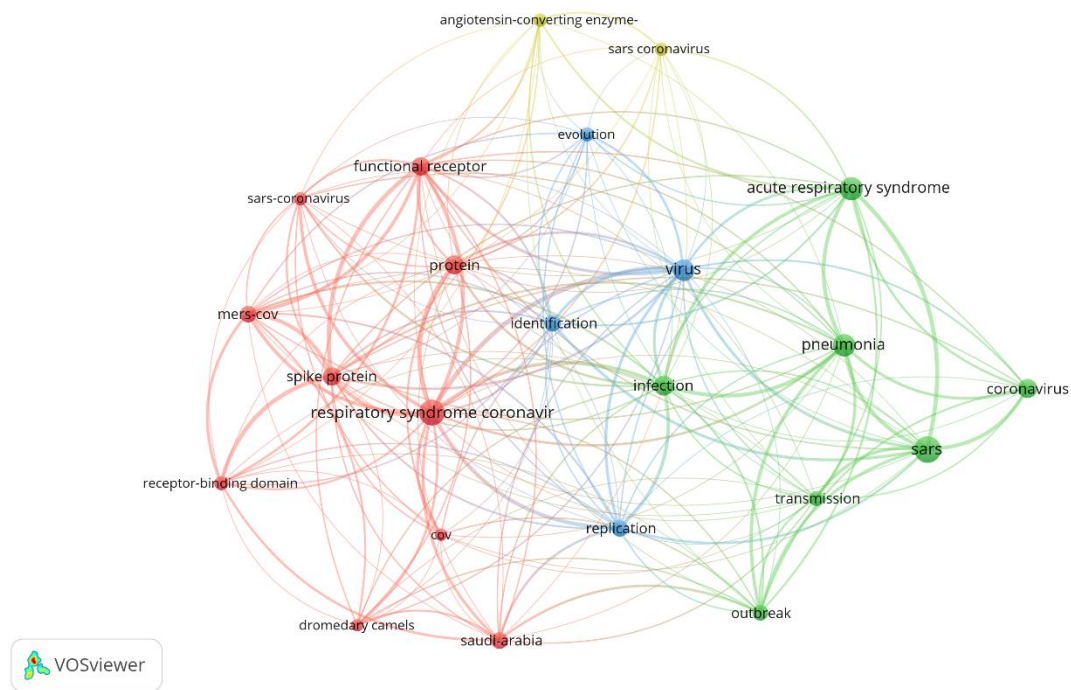 angiotensin-converting enzyme-
sars coronavirus
evolution
functional receptor
acute respiratory syndrome
sars-coronavirus
protein
virus
mers-cov
identification
pneumonia
spike protein
infection
coronavirus
respiratory syndrome coronavir
sars
receptor-binding domain
transmission
replication
cov
outbreak
dromedary camels
saudi-arabia
VOSviewer